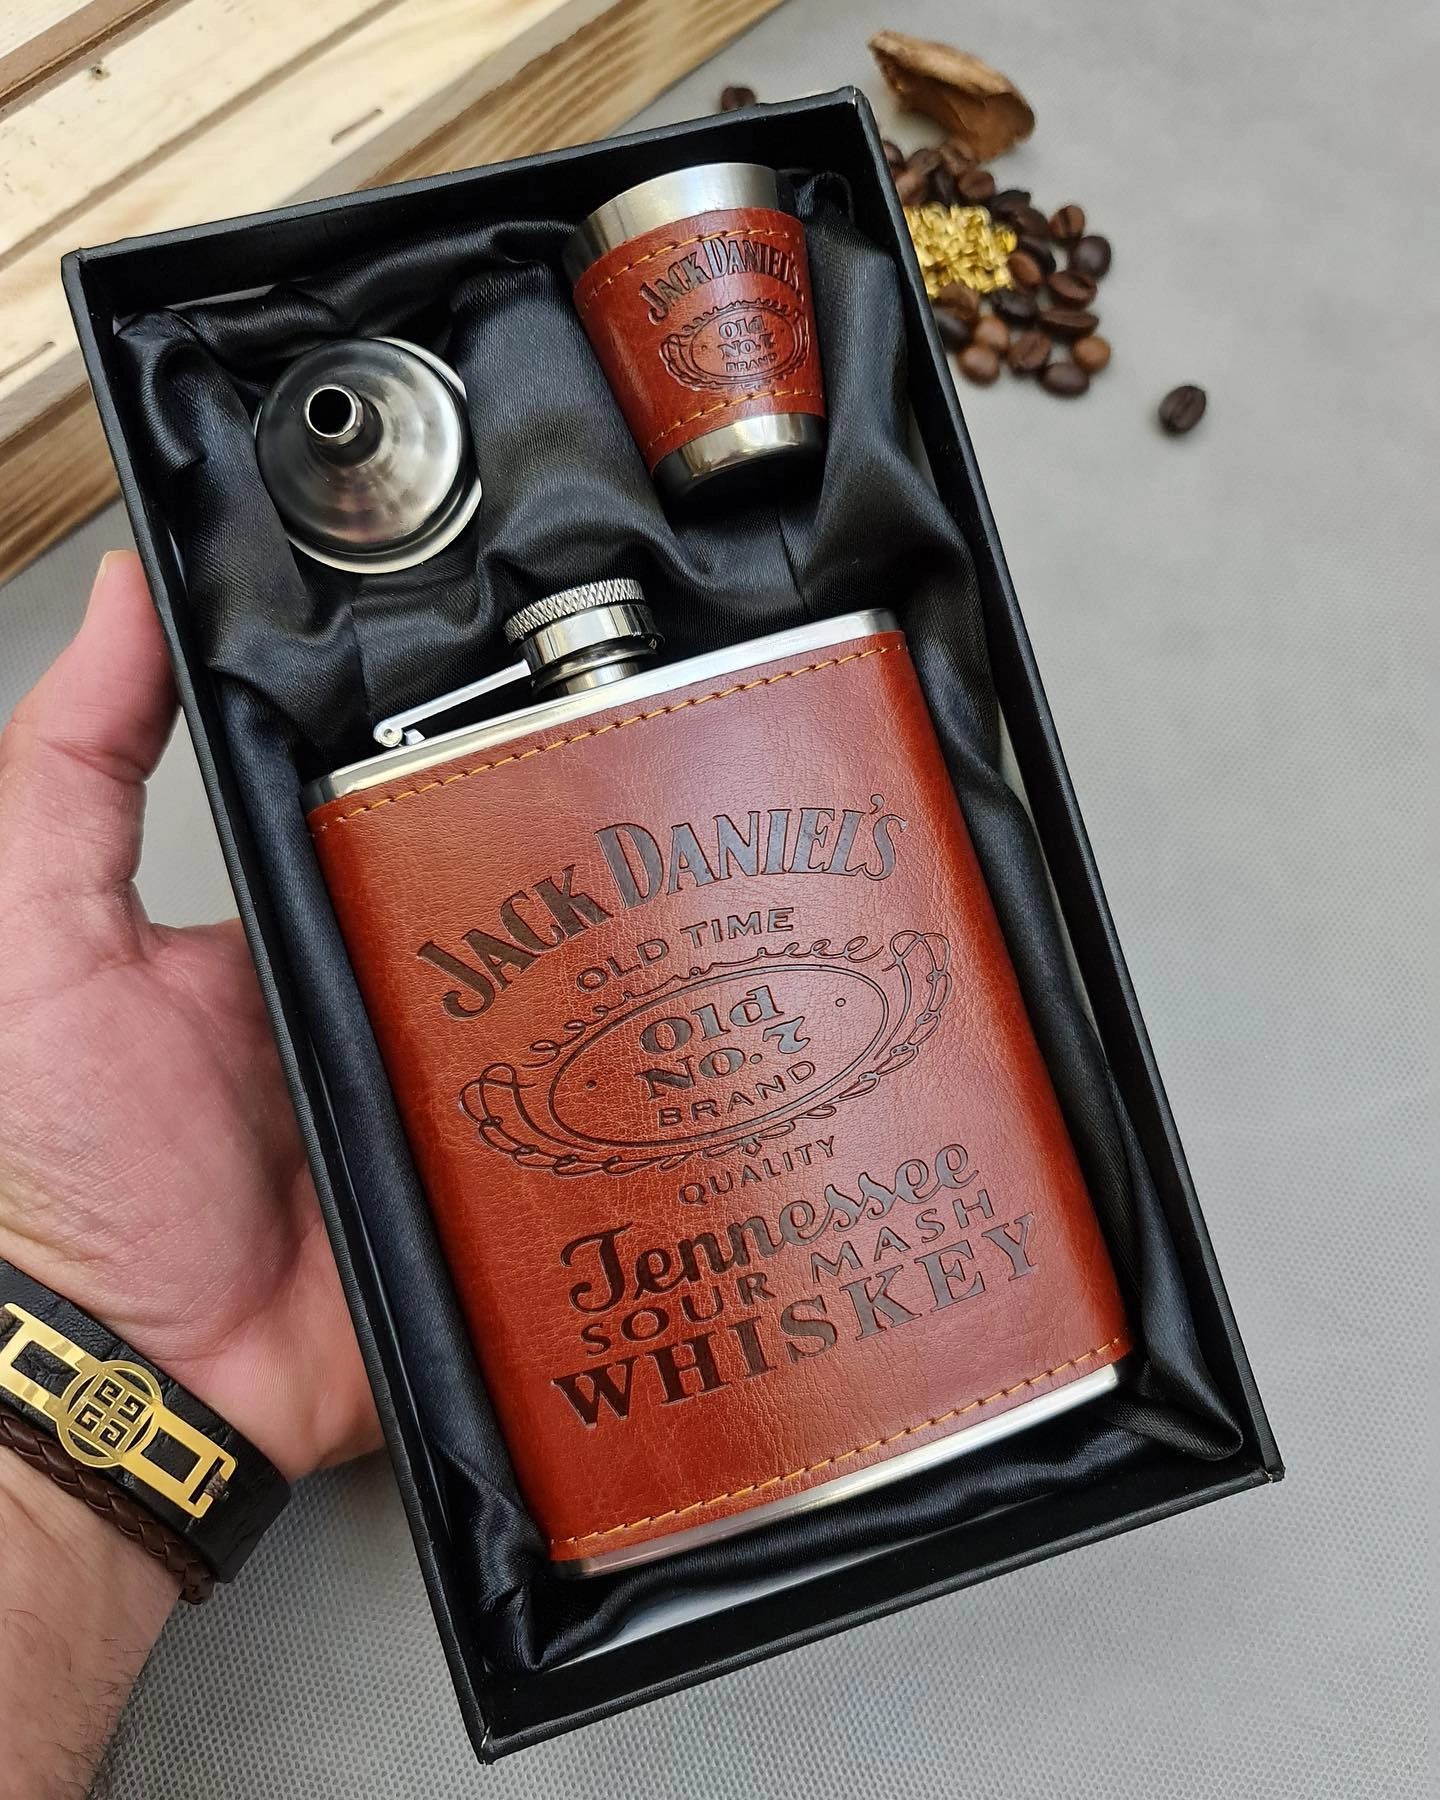 JACK DANIEL'S
Old
NO.7
BRAND
JACK DANIEL'S
OLD TIME
Old
NO.7
BRAND
QUALITY
Tennessee
SOUR MASH
WHISKEY